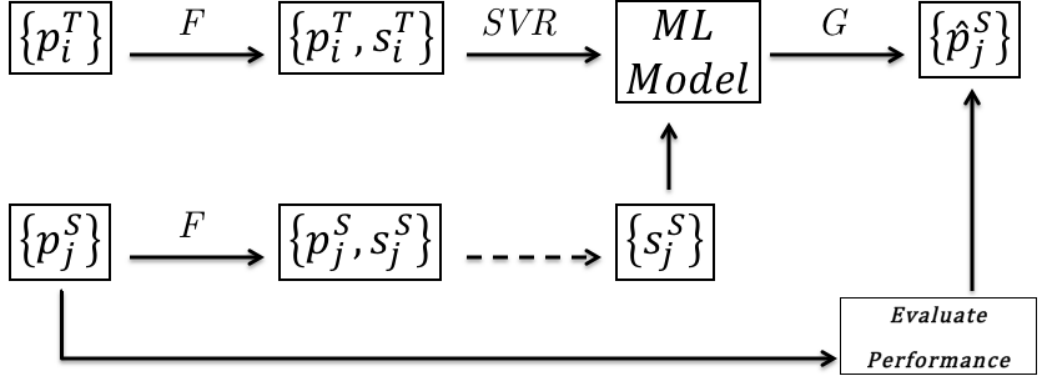 {p_i^T} F {p_i^T, s_i^T} SVR ML Model G {p̂_j^S}
{p_j^S} F {p_j^S, s_j^S} {s_j^S}
Evaluate
Performance